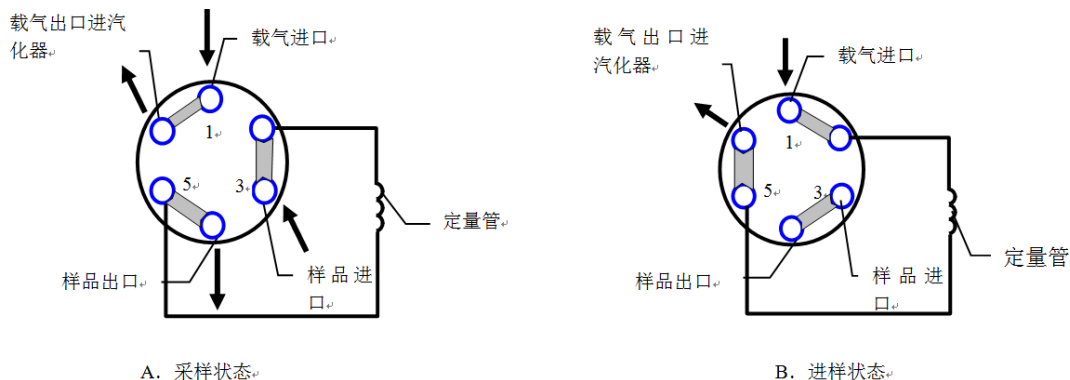 载气出口进汽
化器
载气进口
1
5
3
定量管
样品出口
样品进
口
A．采样状态
载气出口进
汽化器
载气进口
1
5
3
定量管
样品出口
样品进
口
B．进样状态